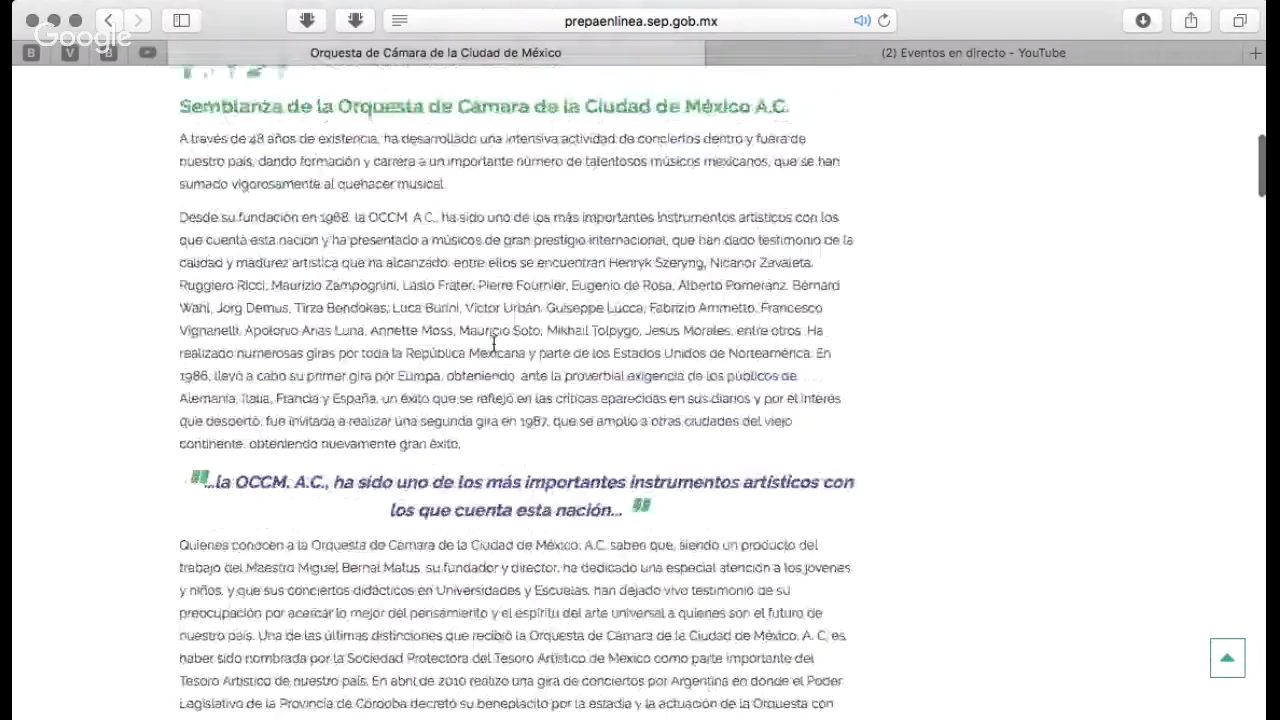 prepaenlinea.sep.gob.mx
Google
B V B
Orquesta de Cámara de la Ciudad de México
(2) Eventos en directo - YouTube
Semblanza de la Orquesta de Cámara de la Ciudad de México A.C.
A través de 48 años de existencia, ha desarrollado una intensiva actividad de conciertos dentro y fuera de
nuestro país, dando formación y carrera a un importante número de talentosos músicos mexicanos, que se han
sumado vigorosamente al quehacer musical.
Desde su fundación en 1968, la OCCM. A.C., ha sido uno de los más importantes instrumentos artísticos con los
que cuenta esta nación y ha presentado a músicos de gran prestigio internacional, que han dado testimonio de la
calidad y madurez artística que ha alcanzado: entre ellos se encuentran Henryk Szeryng, Nicanor Zavaleta,
Ruggiero Ricci, Maurizio Zampognini, Laslo Frater, Pierre Fournier, Eugenio de Rosa, Alberto Pomeranz, Bernard
Wahl, Jorg Demus, Tirza Bendokas; Luca Burini, Víctor Urbán, Guiseppe Lucca, Fabrizio Ammetto, Francesco
Vignanelli, Apolonio Arias Luna, Annette Moss, Mauricio Soto, Mikhail Tolpygo, Jesús Morales, entre otros. Ha
realizado numerosas giras por toda la República Mexicana y parte de los Estados Unidos de Norteamérica. En
1986, llevó a cabo su primer gira por Europa, obteniendo, ante la proverbial exigencia de los públicos de
Alemania, Italia, Francia y España, un éxito que se reflejó en las críticas aparecidas en sus diarios y por el interés
que despertó, fue invitada a realizar una segunda gira en 1987, que se amplió a otras ciudades del viejo
continente, obteniendo nuevamente gran éxito.
"...la OCCM. A.C., ha sido uno de los más importantes instrumentos artísticos con
los que cuenta esta nación... "
Quienes conocen a la Orquesta de Cámara de la Ciudad de México, A.C. saben que, siendo un producto del
trabajo del Maestro Miguel Bernal Matus, su fundador y director, ha dedicado una especial atención a los jóvenes
y niños, y que sus conciertos didácticos en Universidades y Escuelas, han dejado vivo testimonio de su
preocupación por acercar lo mejor del pensamiento y el espíritu del arte universal a quienes son el futuro de
nuestro país. Una de las últimas distinciones que recibió la Orquesta de Cámara de la Ciudad de México, A. C, es
haber sido nombrada por la Sociedad Protectora del Tesoro Artístico de México como parte importante del
Tesoro Artístico de nuestro país. En abril de 2010 realizó una gira de conciertos por Argentina en donde el Poder
Legislativo de la Provincia de Córdoba decretó su beneplácito por la estadía y la actuación de la Orquesta con